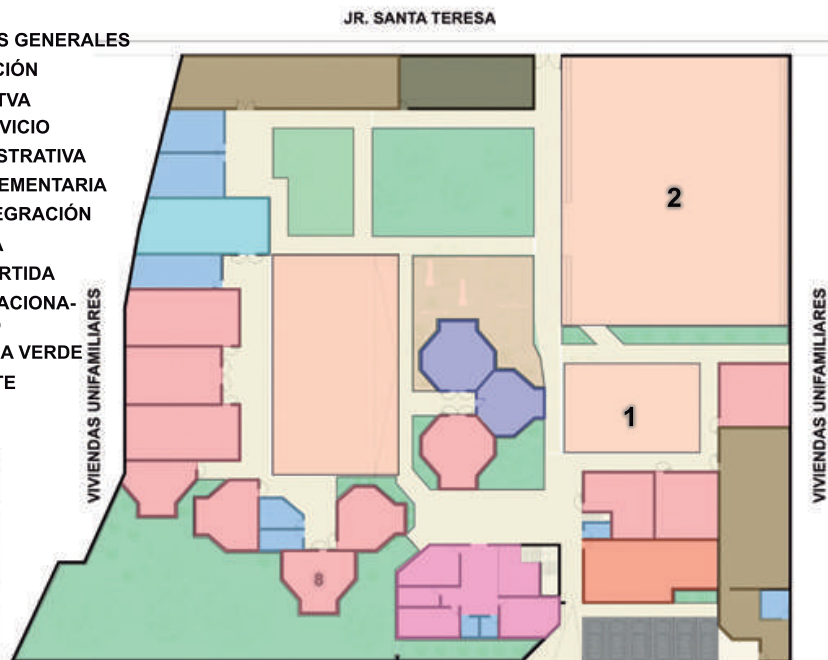 JR. SANTA TERESA
S GENERALES
CIÓN
TVA
VICIO
STRATIVA
EMENTARIA
EGRACIÓN
A
RTIDA
ACIONA-
A VERDE
TE
VIVIENDAS UNIFAMILIARES
VIVIENDAS UNIFAMILIARES
2
1
8